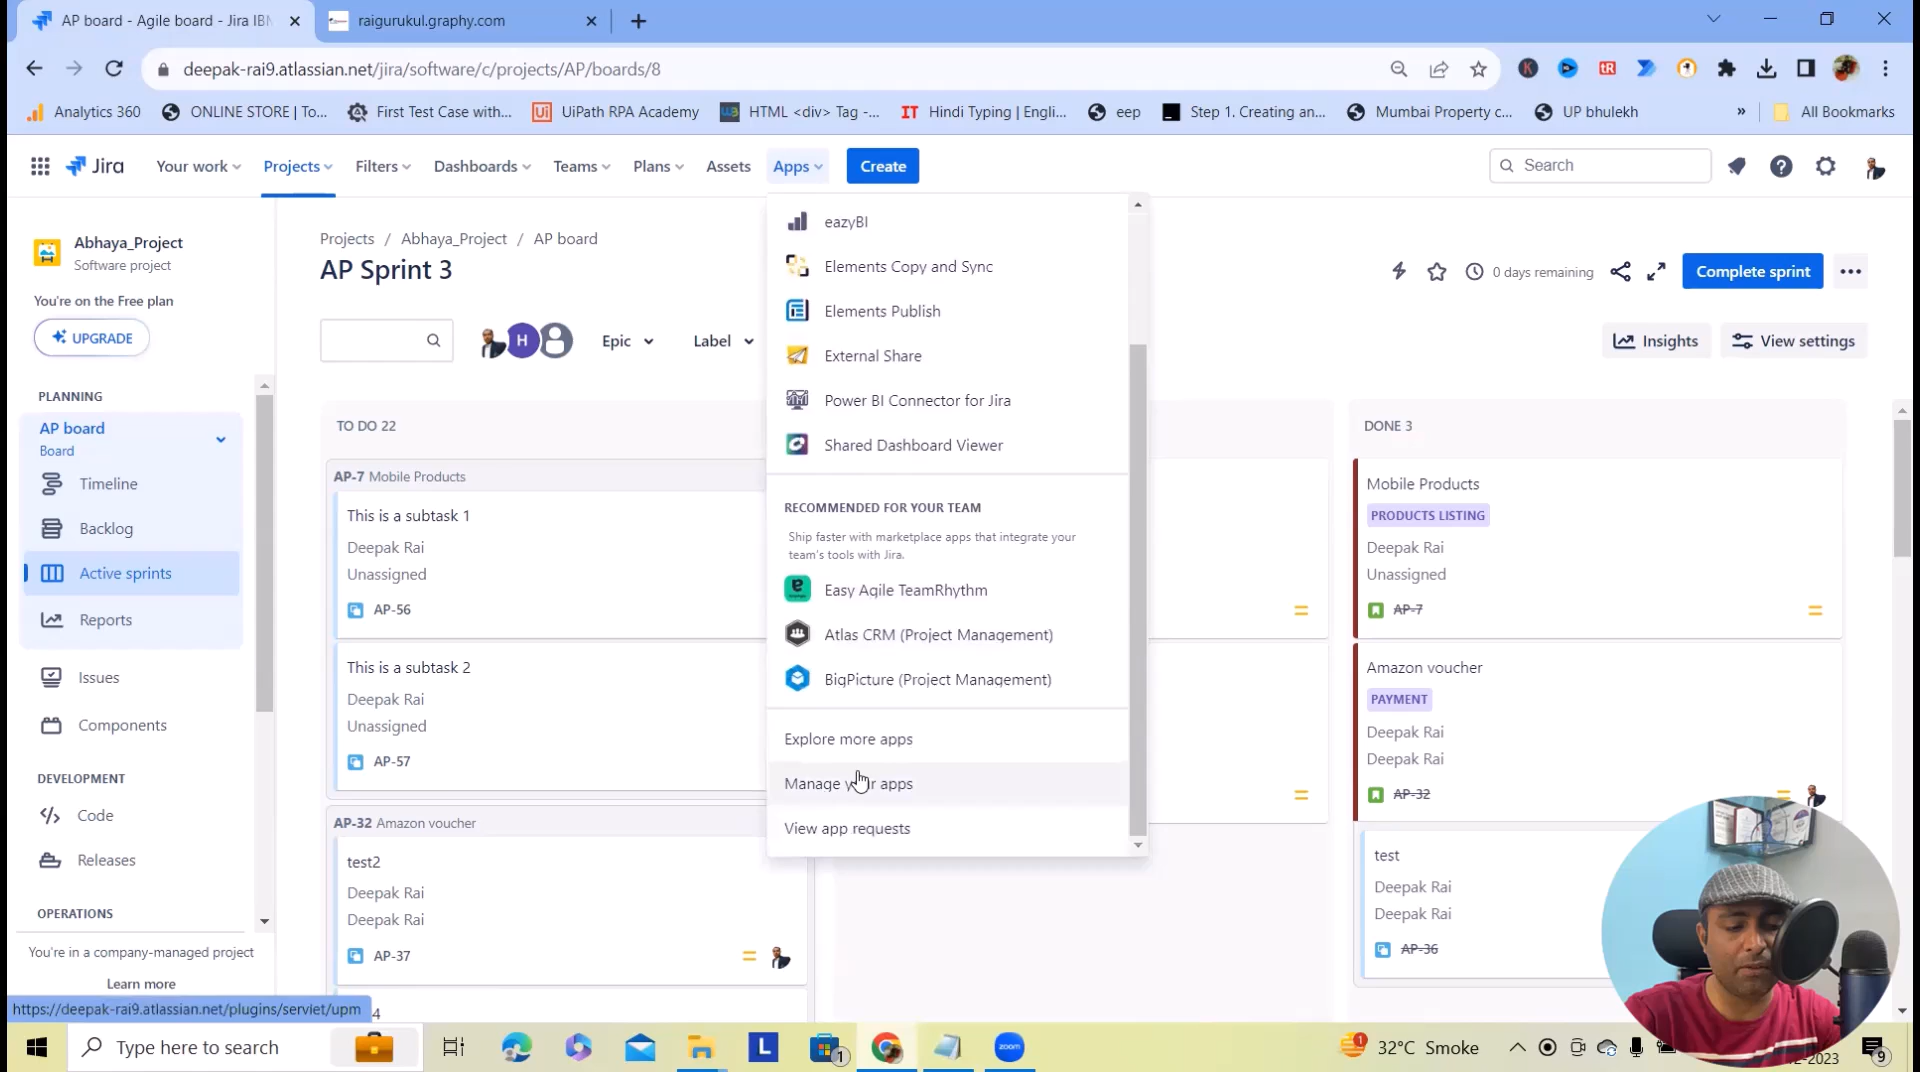 AP board - Agile board - Jira IBM
raigurukul.graphy.com
deepak-rai9.atlassian.net/jira/software/c/projects/AP/boards/8
Analytics 360
ONLINE STORE | To...
First Test Case with...
UiPath RPA Academy
HTML <div> Tag -...
Hindi Typing | Engli...
eep
Step 1. Creating an...
Mumbai Property c...
UP bhulekh
»
All Bookmarks
Jira
Your work
Projects
Filters
Dashboards
Teams
Plans
Assets
Apps
Create
Search
Abhaya_Project
Software project
You're on the Free plan
UPGRADE
PLANNING
AP board
Board
Timeline
Backlog
Active sprints
Reports
Issues
Components
DEVELOPMENT
Code
Releases
OPERATIONS
You're in a company-managed project
Learn more
https://deepak-rai9.atlassian.net/plugins/servlet/upm
Projects / Abhaya_Project / AP board
AP Sprint 3
0 days remaining
Complete sprint
H
Epic
Label
Insights
View settings
TO DO 22
AP-7 Mobile Products
This is a subtask 1
Deepak Rai
Unassigned
AP-56
This is a subtask 2
Deepak Rai
Unassigned
AP-57
AP-32 Amazon voucher
test2
Deepak Rai
Deepak Rai
AP-37
4
eazyBI
Elements Copy and Sync
Elements Publish
External Share
Power BI Connector for Jira
Shared Dashboard Viewer
RECOMMENDED FOR YOUR TEAM
Ship faster with marketplace apps that integrate your
team's tools with Jira.
Easy Agile TeamRhythm
Atlas CRM (Project Management)
BigPicture (Project Management)
Explore more apps
Manage your apps
View app requests
DONE 3
Mobile Products
PRODUCTS LISTING
Deepak Rai
Unassigned
AP-7
Amazon voucher
PAYMENT
Deepak Rai
Deepak Rai
AP-32
test
Deepak Rai
Deepak Rai
AP-36
Type here to search
L
1
zoom
1
32°C Smoke
-2023
9